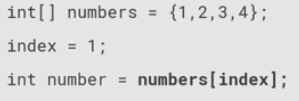 int[] numbers = {1,2,3,4};
index = 1;
int number = numbers[index];